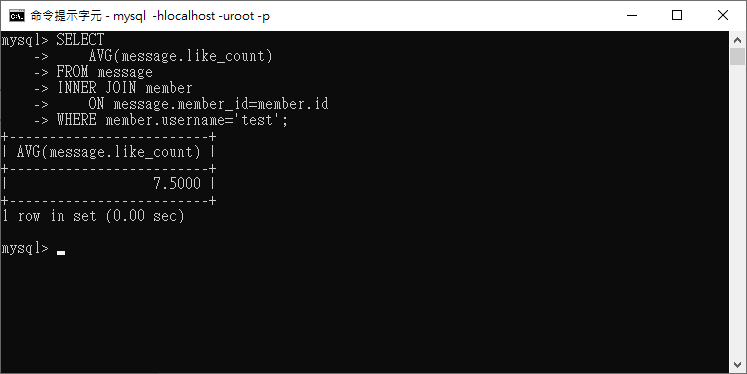 命令提示字元 - mysql  -hlocalhost -uroot -p
mysql> SELECT
    ->     AVG(message.like_count)
    -> FROM message
    -> INNER JOIN member
    ->     ON message.member_id=member.id
    -> WHERE member.username='test';
+-------------------------+
| AVG(message.like_count) |
+-------------------------+
|                  7.5000 |
+-------------------------+
1 row in set (0.00 sec)
mysql>